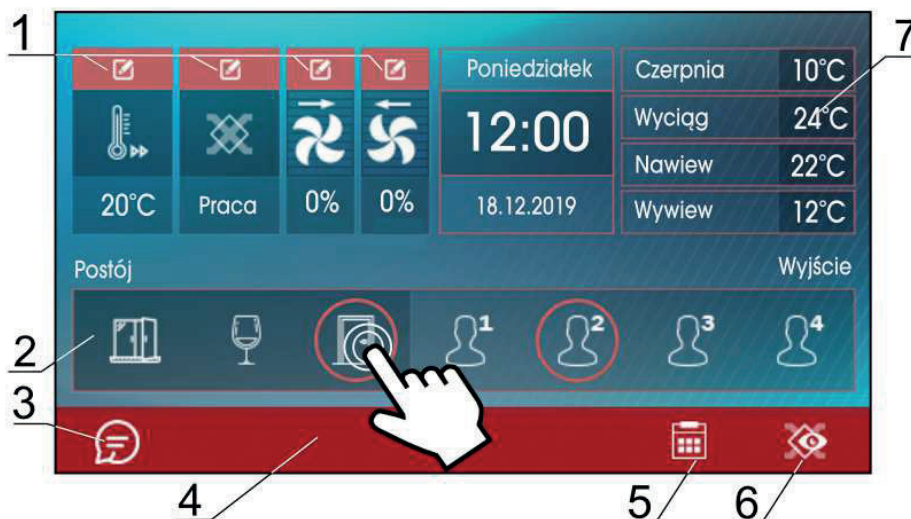 1
7
Poniedziałek
Czerpnia 10°C
12:00
Wyciąg 24°C
Nawiew 22°C
20°C Praca 0% 0%
18.12.2019
Wywiew 12°C
Postój
Wyjście
1 2 3 4
2
3
4
5
6